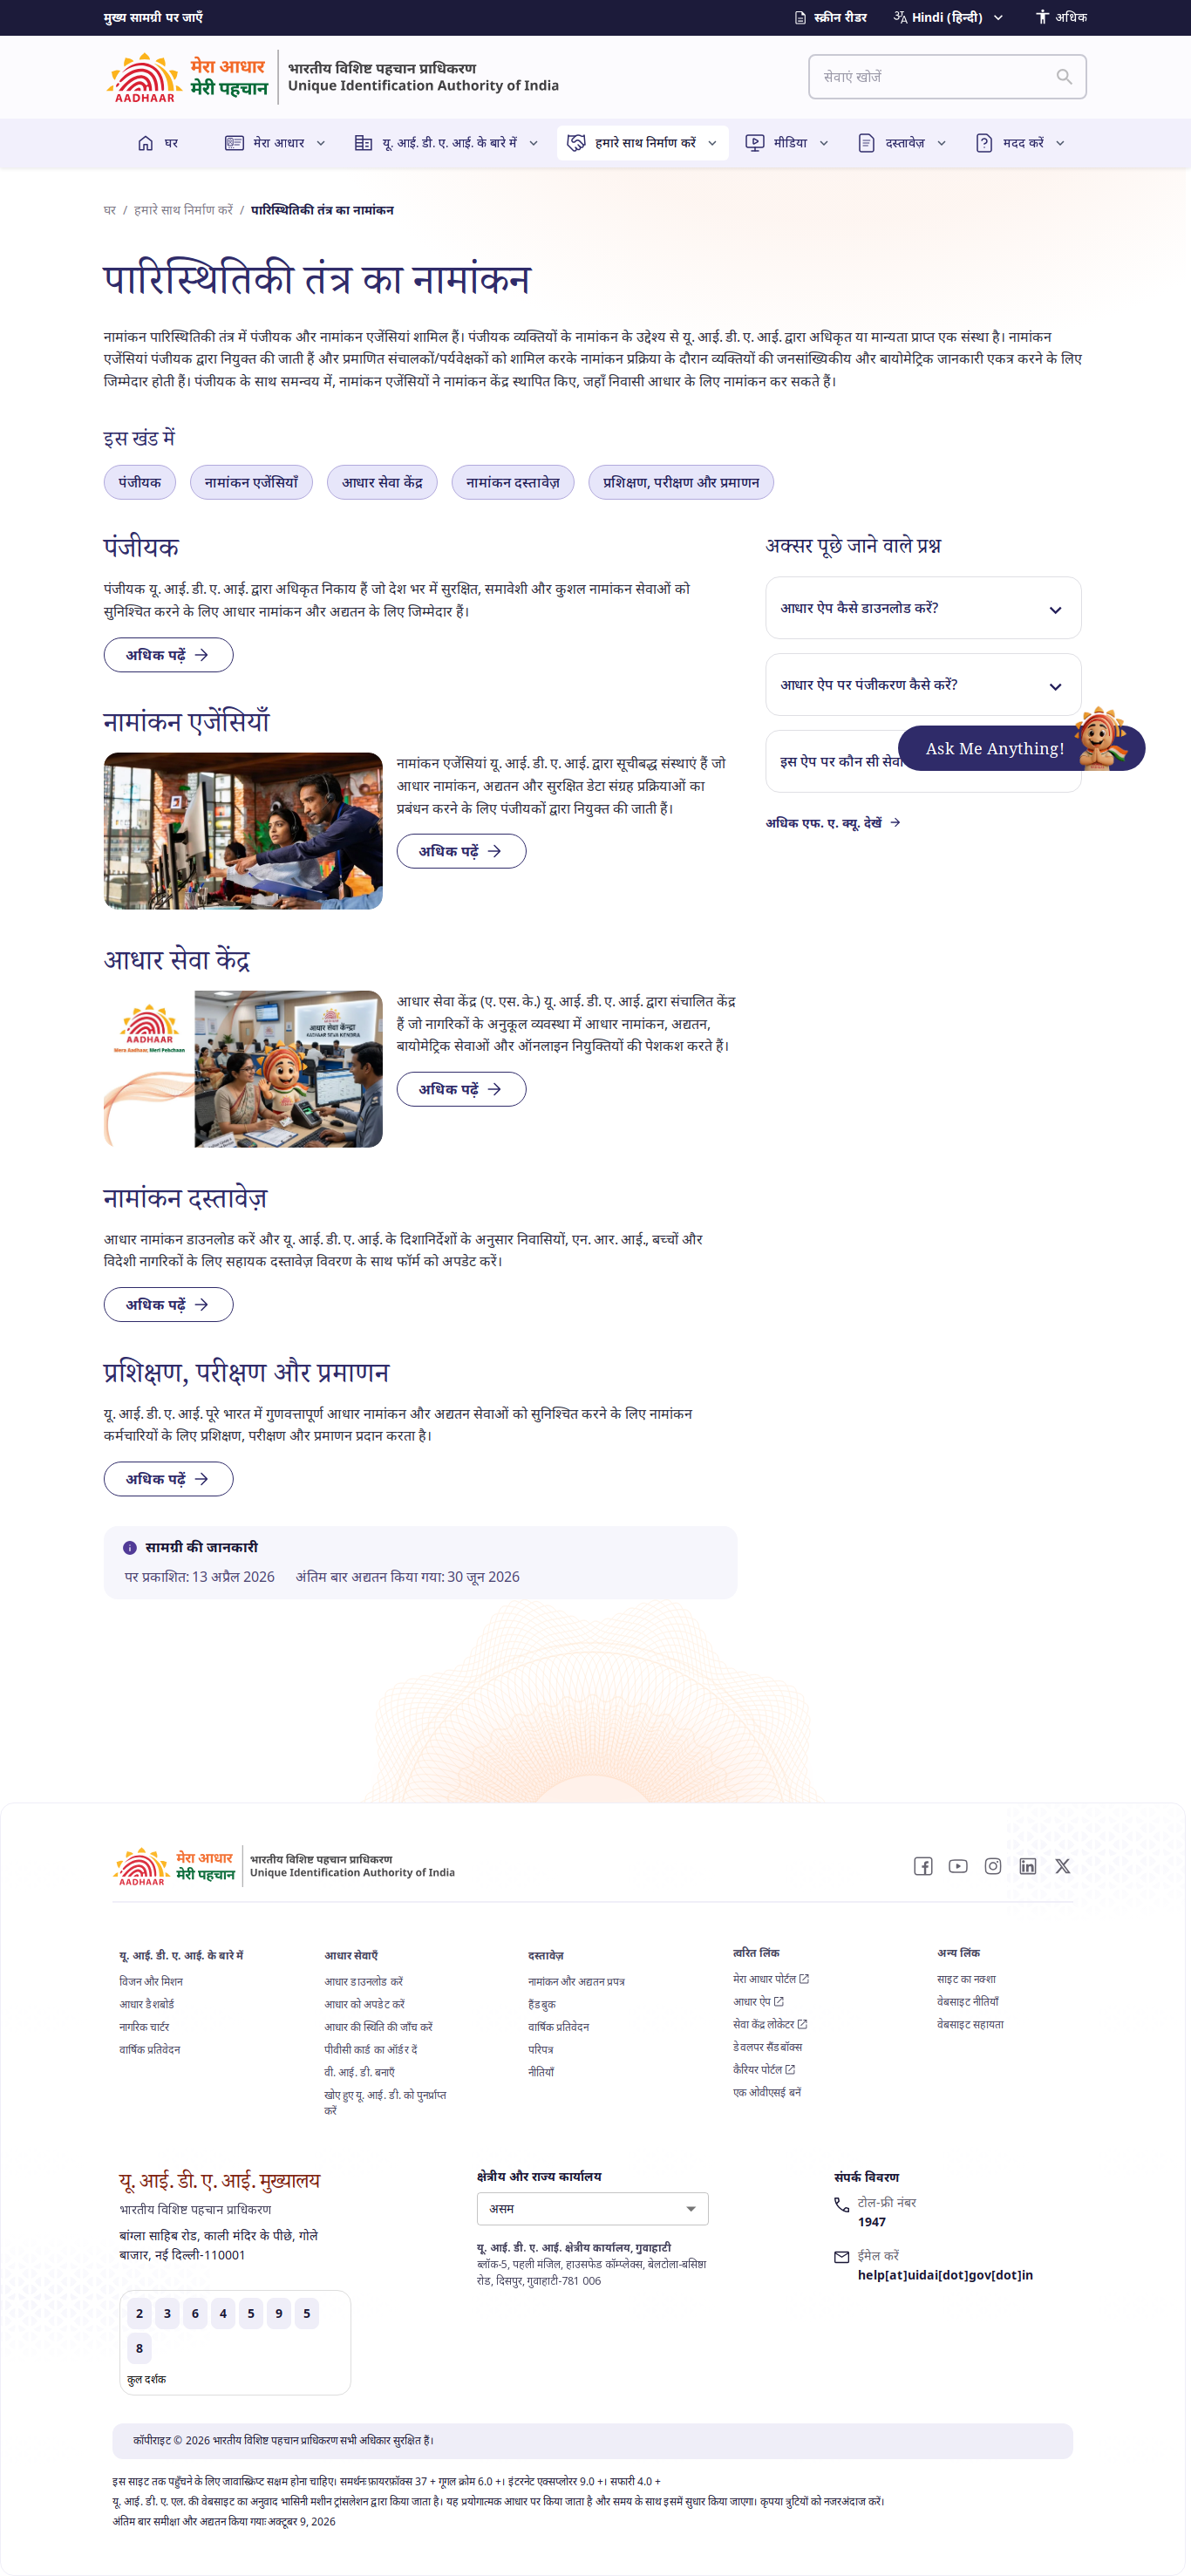 मुख्य सामग्री पर जाएँ
स्क्रीन रीडर
Hindi (हिन्दी)
अधिक
AADHAAR
मेरा आधार
मेरी पहचान
भारतीय विशिष्ट पहचान प्राधिकरण
Unique Identification Authority of India
सेवाएं खोजें
घर
मेरा आधार
यू. आई. डी. ए. आई. के बारे में
हमारे साथ निर्माण करें
मीडिया
दस्तावेज़
मदद करें
घर / हमारे साथ निर्माण करें / पारिस्थितिकी तंत्र का नामांकन
पारिस्थितिकी तंत्र का नामांकन
नामांकन पारिस्थितिकी तंत्र में पंजीयक और नामांकन एजेंसियां शामिल हैं। पंजीयक व्यक्तियों के नामांकन के उद्देश्य से यू. आई. डी. ए. आई. द्वारा अधिकृत या मान्यता प्राप्त एक संस्था है। नामांकन
एजेंसियां पंजीयक द्वारा नियुक्त की जाती हैं और प्रमाणित संचालकों/पर्यवेक्षकों को शामिल करके नामांकन प्रक्रिया के दौरान व्यक्तियों की जनसांख्यिकीय और बायोमेट्रिक जानकारी एकत्र करने के लिए
जिम्मेदार होती हैं। पंजीयक के साथ समन्वय में, नामांकन एजेंसियों ने नामांकन केंद्र स्थापित किए, जहाँ निवासी आधार के लिए नामांकन कर सकते हैं।
इस खंड में
पंजीयक
नामांकन एजेंसियाँ
आधार सेवा केंद्र
नामांकन दस्तावेज़
प्रशिक्षण, परीक्षण और प्रमाणन
पंजीयक
पंजीयक यू. आई. डी. ए. आई. द्वारा अधिकृत निकाय हैं जो देश भर में सुरक्षित, समावेशी और कुशल नामांकन सेवाओं को
सुनिश्चित करने के लिए आधार नामांकन और अद्यतन के लिए जिम्मेदार हैं।
अधिक पढ़ें
नामांकन एजेंसियाँ
नामांकन एजेंसियां यू. आई. डी. ए. आई. द्वारा सूचीबद्ध संस्थाएं हैं जो
आधार नामांकन, अद्यतन और सुरक्षित डेटा संग्रह प्रक्रियाओं का
प्रबंधन करने के लिए पंजीयकों द्वारा नियुक्त की जाती हैं।
अधिक पढ़ें
आधार सेवा केंद्र
AADHAAR
Mera Aadhaar, Meri Pehchaan
AADHAAR
आधार सेवा केन्द्रा
AADHAAR SEVA KENDRA
आधार सेवा केंद्र (ए. एस. के.) यू. आई. डी. ए. आई. द्वारा संचालित केंद्र
हैं जो नागरिकों के अनुकूल व्यवस्था में आधार नामांकन, अद्यतन,
बायोमेट्रिक सेवाओं और ऑनलाइन नियुक्तियों की पेशकश करते हैं।
अधिक पढ़ें
नामांकन दस्तावेज़
आधार नामांकन डाउनलोड करें और यू. आई. डी. ए. आई. के दिशानिर्देशों के अनुसार निवासियों, एन. आर. आई., बच्चों और
विदेशी नागरिकों के लिए सहायक दस्तावेज़ विवरण के साथ फॉर्म को अपडेट करें।
अधिक पढ़ें
प्रशिक्षण, परीक्षण और प्रमाणन
यू. आई. डी. ए. आई. पूरे भारत में गुणवत्तापूर्ण आधार नामांकन और अद्यतन सेवाओं को सुनिश्चित करने के लिए नामांकन
कर्मचारियों के लिए प्रशिक्षण, परीक्षण और प्रमाणन प्रदान करता है।
अधिक पढ़ें
सामग्री की जानकारी
पर प्रकाशित: 13 अप्रैल 2026 अंतिम बार अद्यतन किया गया: 30 जून 2026
अक्सर पूछे जाने वाले प्रश्न
आधार ऐप कैसे डाउनलोड करें?
आधार ऐप पर पंजीकरण कैसे करें?
इस ऐप पर कौन सी सेवा
Ask Me Anything!
अधिक एफ. ए. क्यू. देखें
AADHAAR
मेरा आधार
मेरी पहचान
भारतीय विशिष्ट पहचान प्राधिकरण
Unique Identification Authority of India
यू. आई. डी. ए. आई. के बारे में
विजन और मिशन
आधार डैशबोर्ड
नागरिक चार्टर
वार्षिक प्रतिवेदन
आधार सेवाएँ
आधार डाउनलोड करें
आधार को अपडेट करें
आधार की स्थिति की जाँच करें
पीवीसी कार्ड का ऑर्डर दें
वी. आई. डी. बनाएँ
खोए हुए यू. आई. डी. को पुनर्प्राप्त
करें
दस्तावेज़
नामांकन और अद्यतन प्रपत्र
हैंडबुक
वार्षिक प्रतिवेदन
परिपत्र
नीतियाँ
त्वरित लिंक
मेरा आधार पोर्टल
आधार ऐप
सेवा केंद्र लोकेटर
डेवलपर सैंडबॉक्स
कैरियर पोर्टल
एक ओवीएसई बनें
अन्य लिंक
साइट का नक्शा
वेबसाइट नीतियाँ
वेबसाइट सहायता
यू. आई. डी. ए. आई. मुख्यालय
भारतीय विशिष्ट पहचान प्राधिकरण
बांग्ला साहिब रोड, काली मंदिर के पीछे, गोले
बाजार, नई दिल्ली-110001
2 3 6 4 5 9 5
8
कुल दर्शक
क्षेत्रीय और राज्य कार्यालय
असम
यू. आई. डी. ए. आई. क्षेत्रीय कार्यालय, गुवाहाटी
ब्लॉक-5, पहली मंजिल, हाउसफेड कॉम्प्लेक्स, बेलटोला-बसिष्ठा
रोड, दिसपुर, गुवाहाटी-781 006
संपर्क विवरण
टोल-फ्री नंबर
1947
ईमेल करें
help[at]uidai[dot]gov[dot]in
कॉपीराइट © 2026 भारतीय विशिष्ट पहचान प्राधिकरण सभी अधिकार सुरक्षित हैं।
इस साइट तक पहुँचने के लिए जावास्क्रिप्ट सक्षम होना चाहिए। समर्थनः फ़ायरफ़ॉक्स 37 + गूगल क्रोम 6.0 +। इंटरनेट एक्सप्लोरर 9.0 +। सफारी 4.0 +
यू. आई. डी. ए. एल. की वेबसाइट का अनुवाद भासिनी मशीन ट्रांसलेशन द्वारा किया जाता है। यह प्रयोगात्मक आधार पर किया जाता है और समय के साथ इसमें सुधार किया जाएगा। कृपया त्रुटियों को नजरअंदाज करें।
अंतिम बार समीक्षा और अद्यतन किया गयाः अक्टूबर 9, 2026